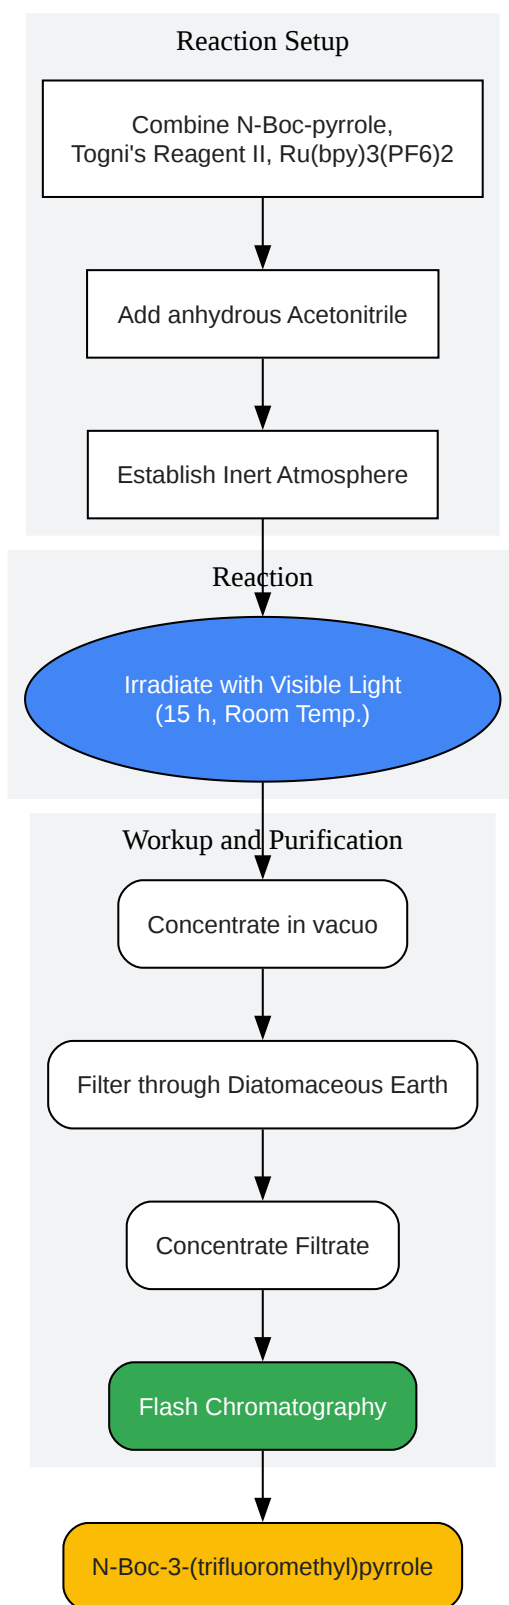 Reaction Setup
Combine N-Boc-pyrrole,
Togni's Reagent II, Ru(bpy)3(PF6)2
Add anhydrous Acetonitrile
Establish Inert Atmosphere
Reaction
Irradiate with Visible Light
(15 h, Room Temp.)
Workup and Purification
Concentrate in vacuo
Filter through Diatomaceous Earth
Concentrate Filtrate
Flash Chromatography
N-Boc-3-(trifluoromethyl)pyrrole